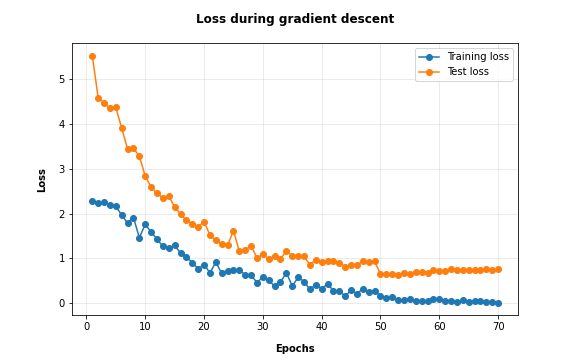 Loss during gradient descent
Training loss
Test loss
5
4
3
2
1
0
Loss
0 10 20 30 40 50 60 70
Epochs